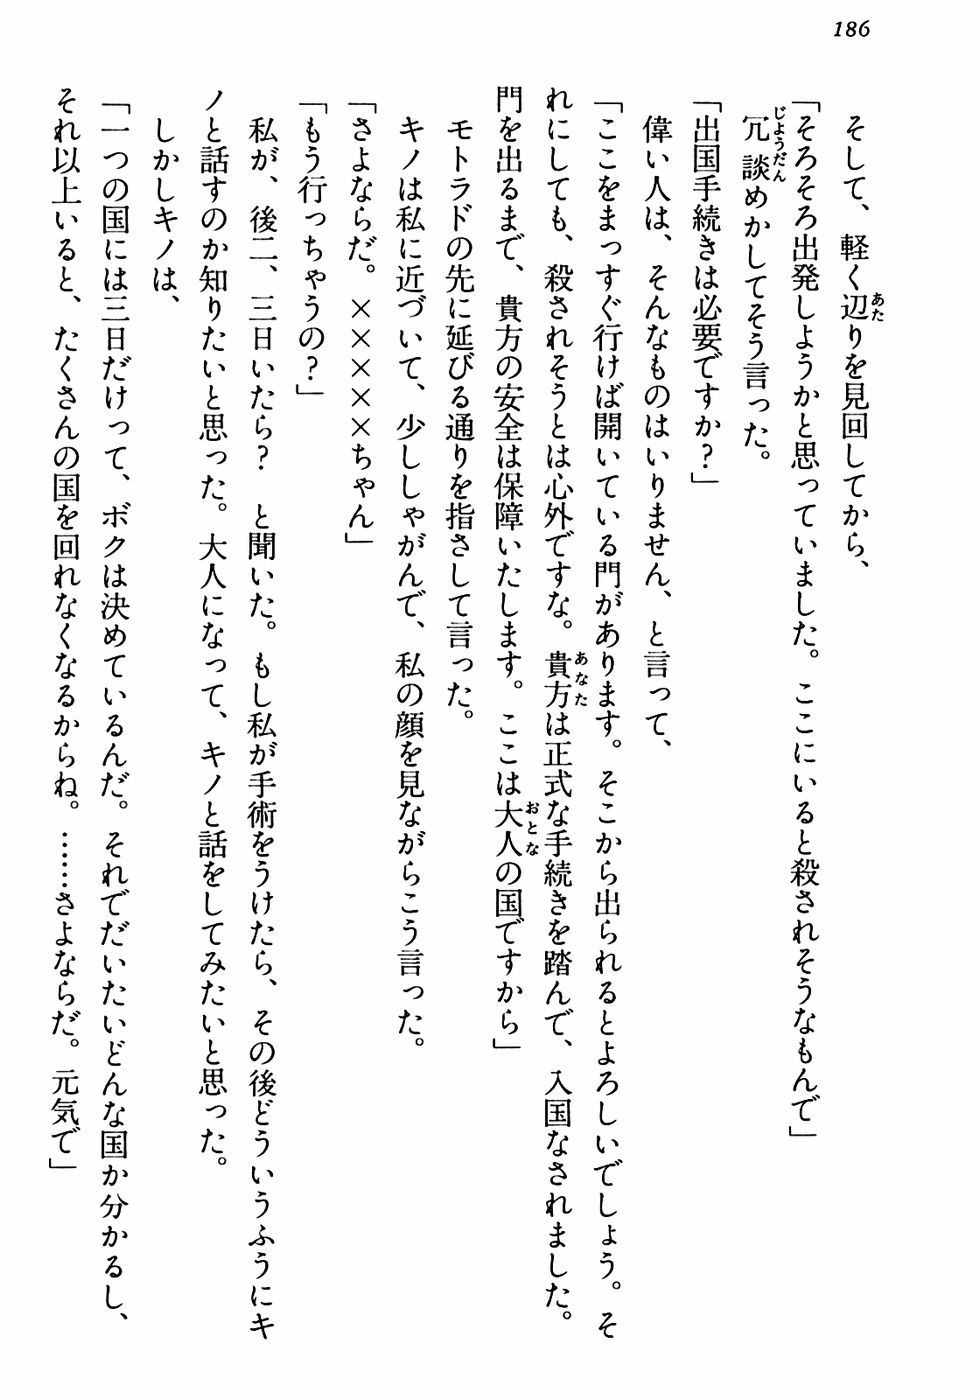 186
そして、軽く辺りを見回してから、
「そろそろ出発しようかと思っていました。ここにいると殺されそうなもんで」
冗談めかしてそう言った。
「出国手続きは必要ですか?」
偉い人は、そんなものはいりません、と言って、
「ここをまっすぐ行けば開いている門があります。そこから出られるとよろしいでしょう。そ
れにしても、殺されそうとは心外ですな。貴方は正式な手続きを踏んで、入国なされました。
門を出るまで、貴方の安全は保障いたします。ここは大人の国ですから」
モトラドの先に延びる通りを指さして言った。
キノは私に近づいて、少ししゃがんで、私の顔を見ながらこう言った。
「さよならだ。×××××ちゃん」
「もう行っちゃうの?」
私が、後二、三日いたら? と聞いた。もし私が手術をうけたら、その後どういうふうにキ
ノと話すのか知りたいと思った。大人になって、キノと話をしてみたいと思った。
しかしキノは、
「一つの国には三日だけって、ボクは決めているんだ。それでだいたいどんな国か分かるし、
それ以上いると、たくさんの国を回れなくなるからね。……さよならだ。元気で」